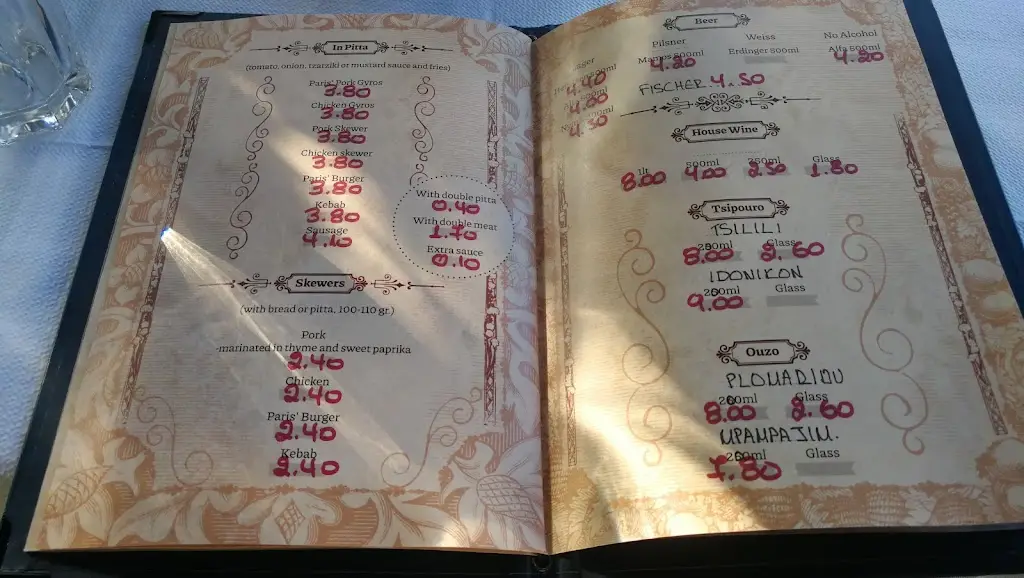 In Pitta
(tomato, onion, tzatziki or mustard sauce and fries)
Paris' Pork Gyros
3.80
Chicken Gyros
3.80
Pork Skewer
3.80
Chicken skewer
3.80
Paris' Burger
3.80
Kebab
3.80
Sausage
4.10
With double pitta
0.40
With double meat
1.70
Extra sauce
0.10
Skewers
(with bread or pitta, 100-110 gr.)
Pork
-marinated in thyme and sweet paprika
2.40
Chicken
2.40
Paris' Burger
2.40
Kebab
2.40
Beer
Pilsner Weiss No Alcohol
500ml Erdinger 500ml Alfa 500ml
4.20 4.20
4.40
4.00
4.50
FISCHER 4.50
House Wine
1lt 500ml 250ml Glass
8.00 4.00 2.50 1.80
Tsipouro
TSILILI
200ml Glass
8.00 2.60
IDONIKON
200ml Glass
9.00
Ouzo
PLOMARIOU
200ml Glass
8.00 2.60
MPAMPAJIM.
200ml Glass
7.80